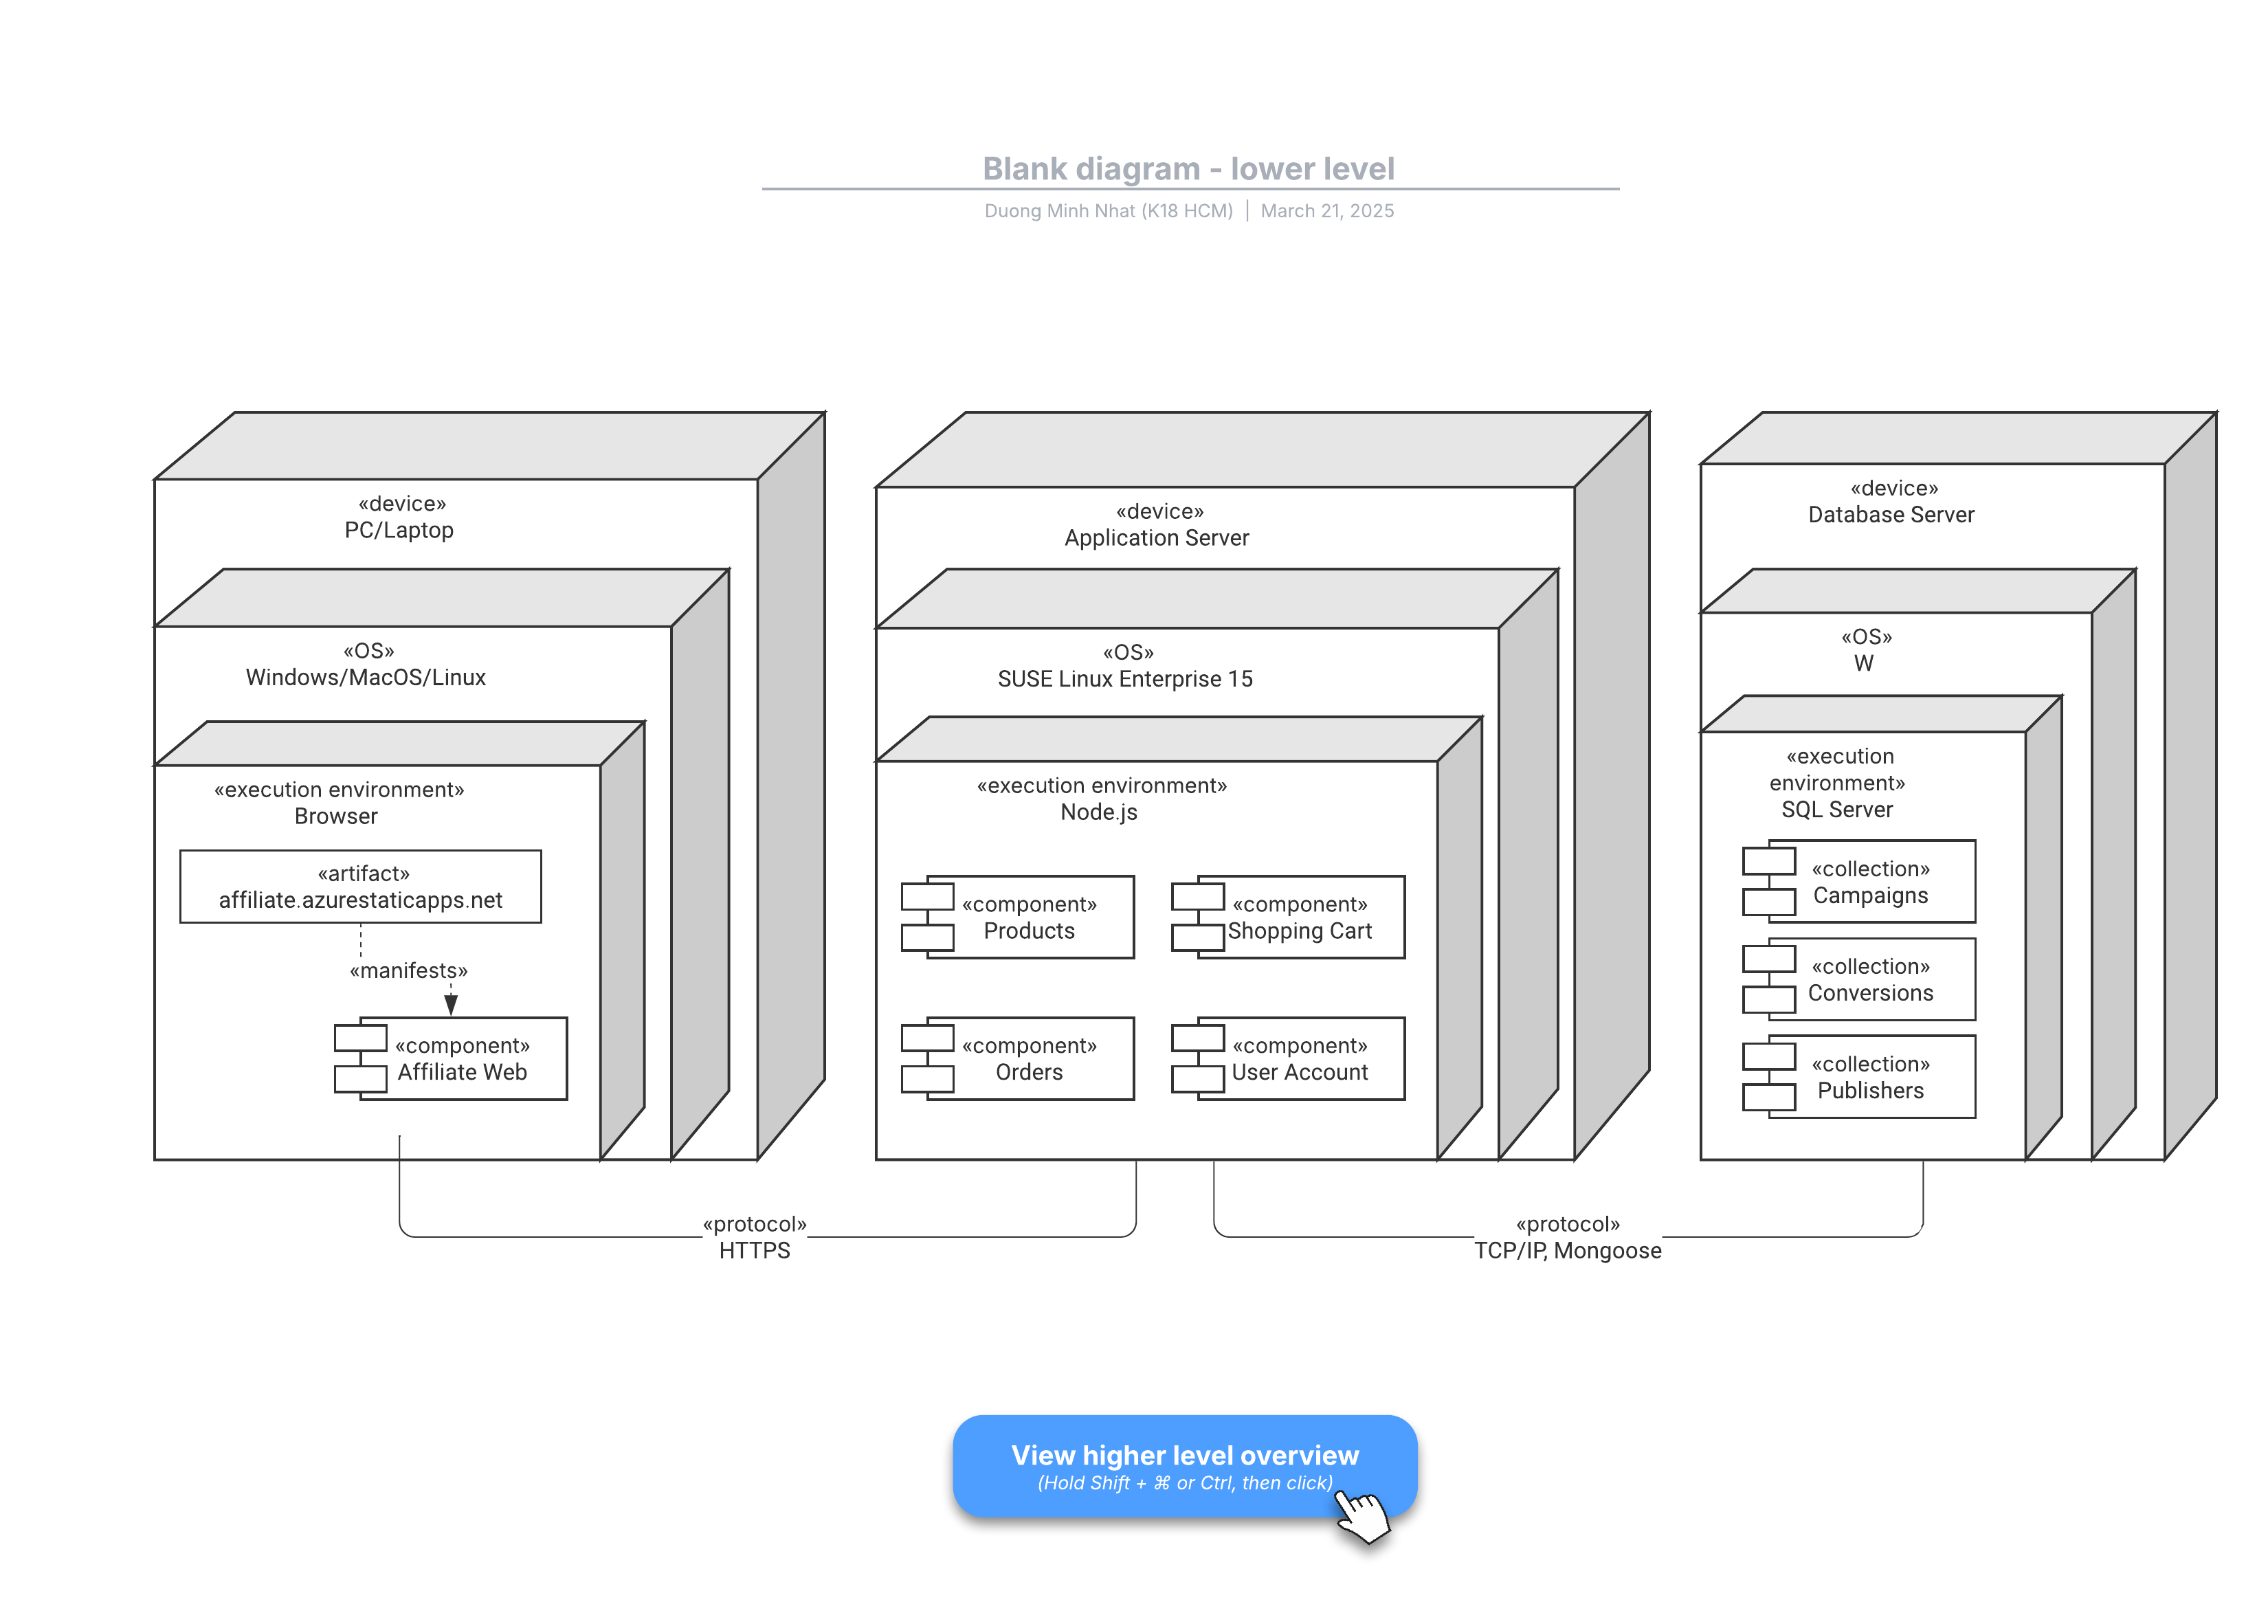 Blank diagram - lower level
Duong Minh Nhat (K18 HCM) | March 21, 2025
«device»
PC/Laptop
«OS»
Windows/MacOS/Linux
«execution environment»
Browser
«artifact»
affiliate.azurestaticapps.net
«manifests»
«component»
Affiliate Web
«device»
Application Server
«OS»
SUSE Linux Enterprise 15
«execution environment»
Node.js
«component»
Products
«component»
Shopping Cart
«component»
Orders
«component»
User Account
«device»
Database Server
«OS»
W
«execution
environment»
SQL Server
«collection»
Campaigns
«collection»
Conversions
«collection»
Publishers
«protocol»
HTTPS
«protocol»
TCP/IP, Mongoose
View higher level overview
(Hold Shift + ⌘ or Ctrl, then click)